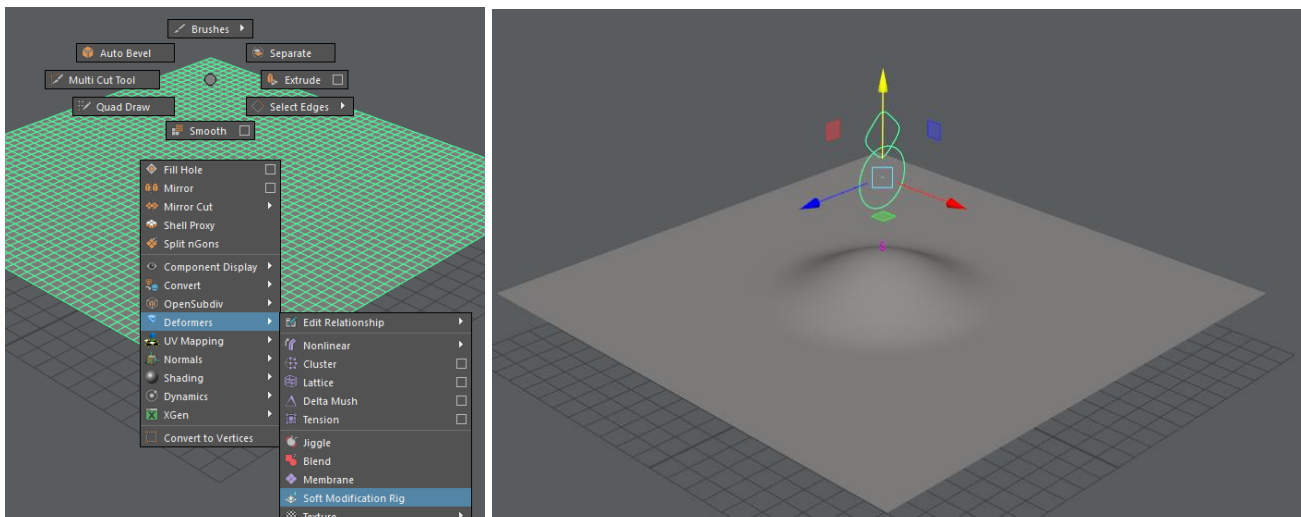 Brushes
Auto Bevel
Separate
Multi Cut Tool
Extrude
Quad Draw
Select Edges
Smooth
Fill Hole
Mirror
Mirror Cut
Shell Proxy
Split nGons
Component Display
Convert
OpenSubdiv
Deformers
UV Mapping
Normals
Shading
Dynamics
XGen
Convert to Vertices
Edit Relationship
Nonlinear
Cluster
Lattice
Delta Mush
Tension
Jiggle
Blend
Membrane
Soft Modification Rig
Texture
S